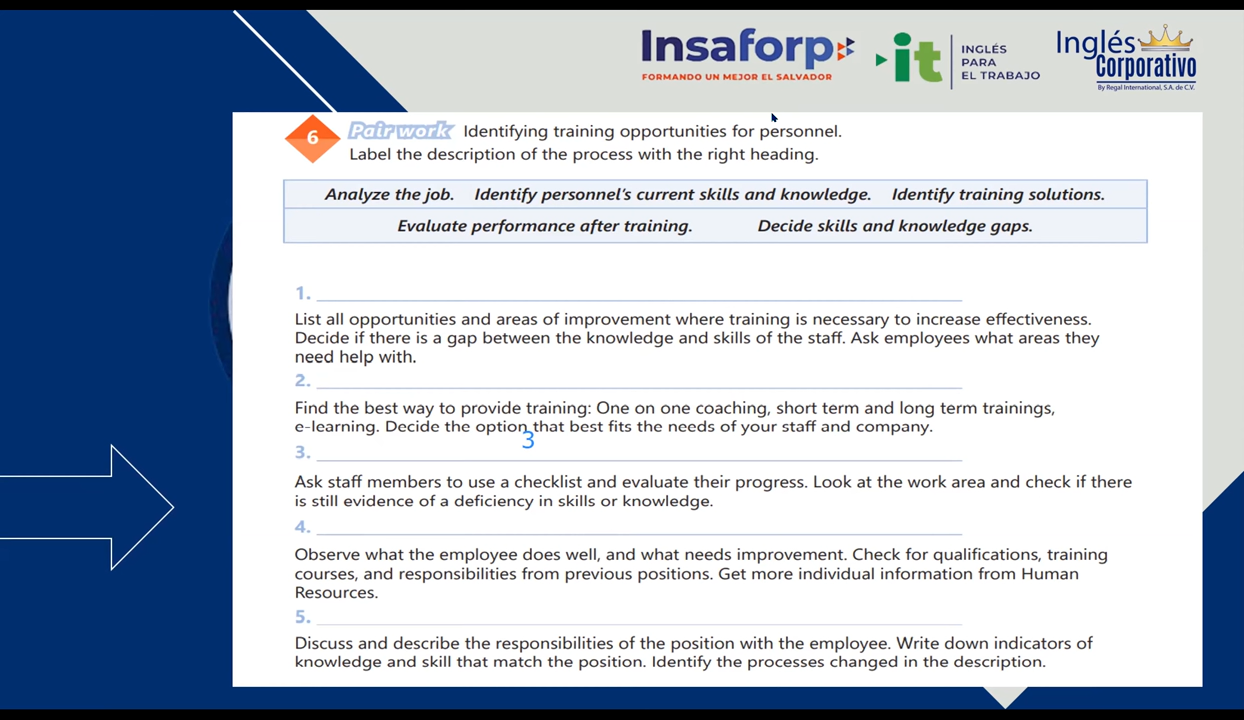 Insaforp
FORMANDO UN MEJOR EL SALVADOR
it
INGLÉS
PARA
EL TRABAJO
Inglés
Corporativo
By Regal International, S.A. de C.V.
6 Pair work Identifying training opportunities for personnel.
Label the description of the process with the right heading.
Analyze the job. Identify personnel's current skills and knowledge. Identify training solutions.
Evaluate performance after training. Decide skills and knowledge gaps.
1.
List all opportunities and areas of improvement where training is necessary to increase effectiveness.
Decide if there is a gap between the knowledge and skills of the staff. Ask employees what areas they
need help with.
2.
Find the best way to provide training: One on one coaching, short term and long term trainings,
e-learning. Decide the option that best fits the needs of your staff and company.
3
3.
Ask staff members to use a checklist and evaluate their progress. Look at the work area and check if there
is still evidence of a deficiency in skills or knowledge.
4.
Observe what the employee does well, and what needs improvement. Check for qualifications, training
courses, and responsibilities from previous positions. Get more individual information from Human
Resources.
5.
Discuss and describe the responsibilities of the position with the employee. Write down indicators of
knowledge and skill that match the position. Identify the processes changed in the description.